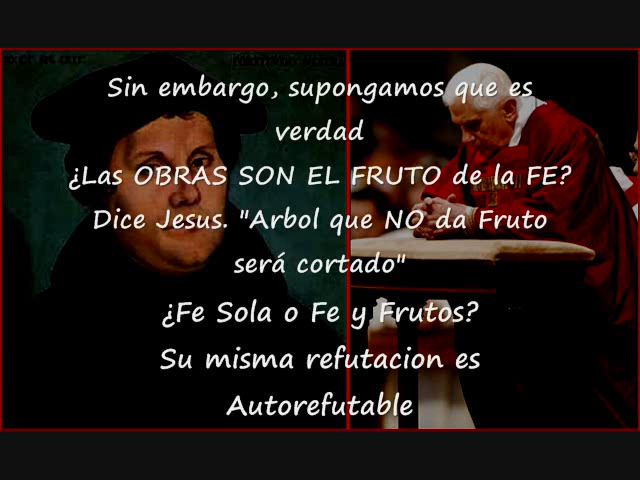 Sin embargo, supongamos que es
verdad
¿Las OBRAS SON EL FRUTO de la FE?
Dice Jesus. "Arbol que NO da Fruto
será cortado"
¿Fe Sola o Fe y Frutos?
Su misma refutacion es
Autorefutable